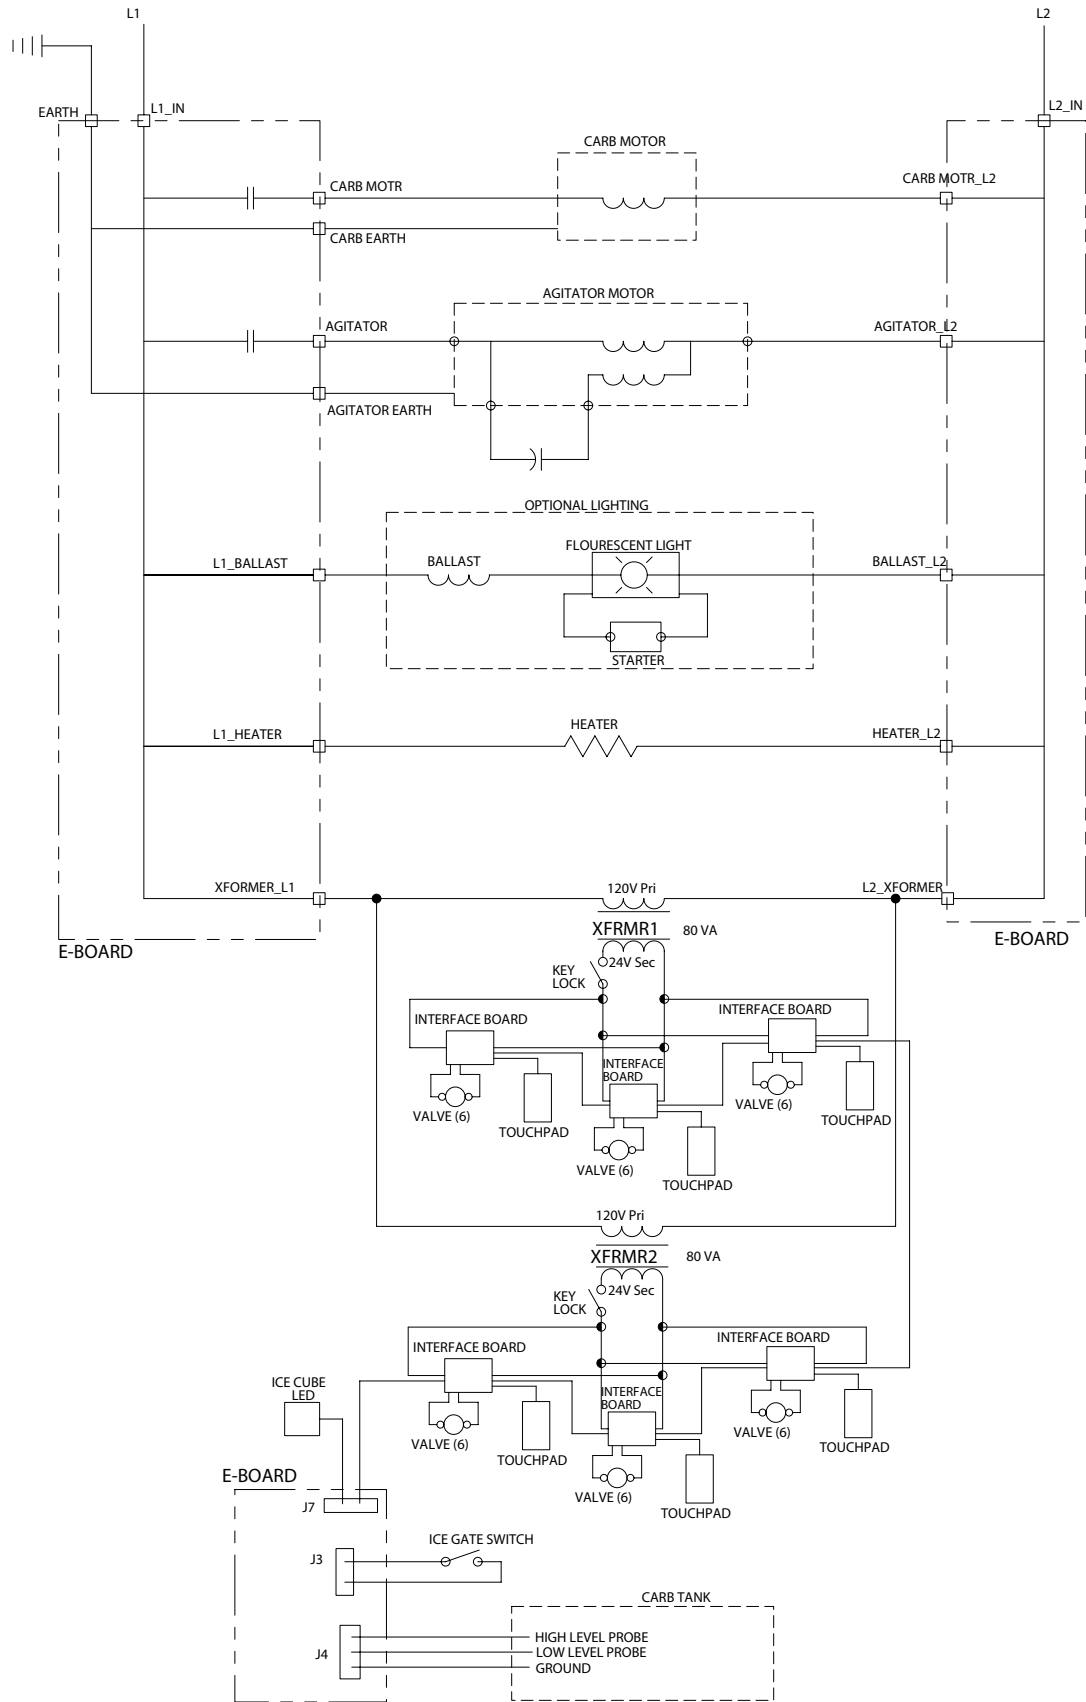 L1
L2
EARTH
L1_IN
L2_IN
CARB MOTOR
CARB MOTR
CARB MOTR_L2
CARB EARTH
AGITATOR MOTOR
AGITATOR
AGITATOR_L2
AGITATOR EARTH
OPTIONAL LIGHTING
FLOURESCENT LIGHT
L1_BALLAST
BALLAST
BALLAST_L2
STARTER
L1_HEATER
HEATER
HEATER_L2
XFORMER_L1
120V Pri
L2_XFORMER
XFRMR1
80 VA
E-BOARD
E-BOARD
24V Sec
KEY
LOCK
INTERFACE BOARD
INTERFACE BOARD
INTERFACE
BOARD
VALVE (6)
TOUCHPAD
VALVE (6)
TOUCHPAD
VALVE (6)
TOUCHPAD
120V Pri
XFRMR2
80 VA
24V Sec
KEY
LOCK
INTERFACE BOARD
INTERFACE BOARD
ICE CUBE
LED
INTERFACE
BOARD
VALVE (6)
TOUCHPAD
VALVE (6)
TOUCHPAD
VALVE (6)
TOUCHPAD
E-BOARD
J7
ICE GATE SWITCH
J3
CARB TANK
J4
HIGH LEVEL PROBE
LOW LEVEL PROBE
GROUND